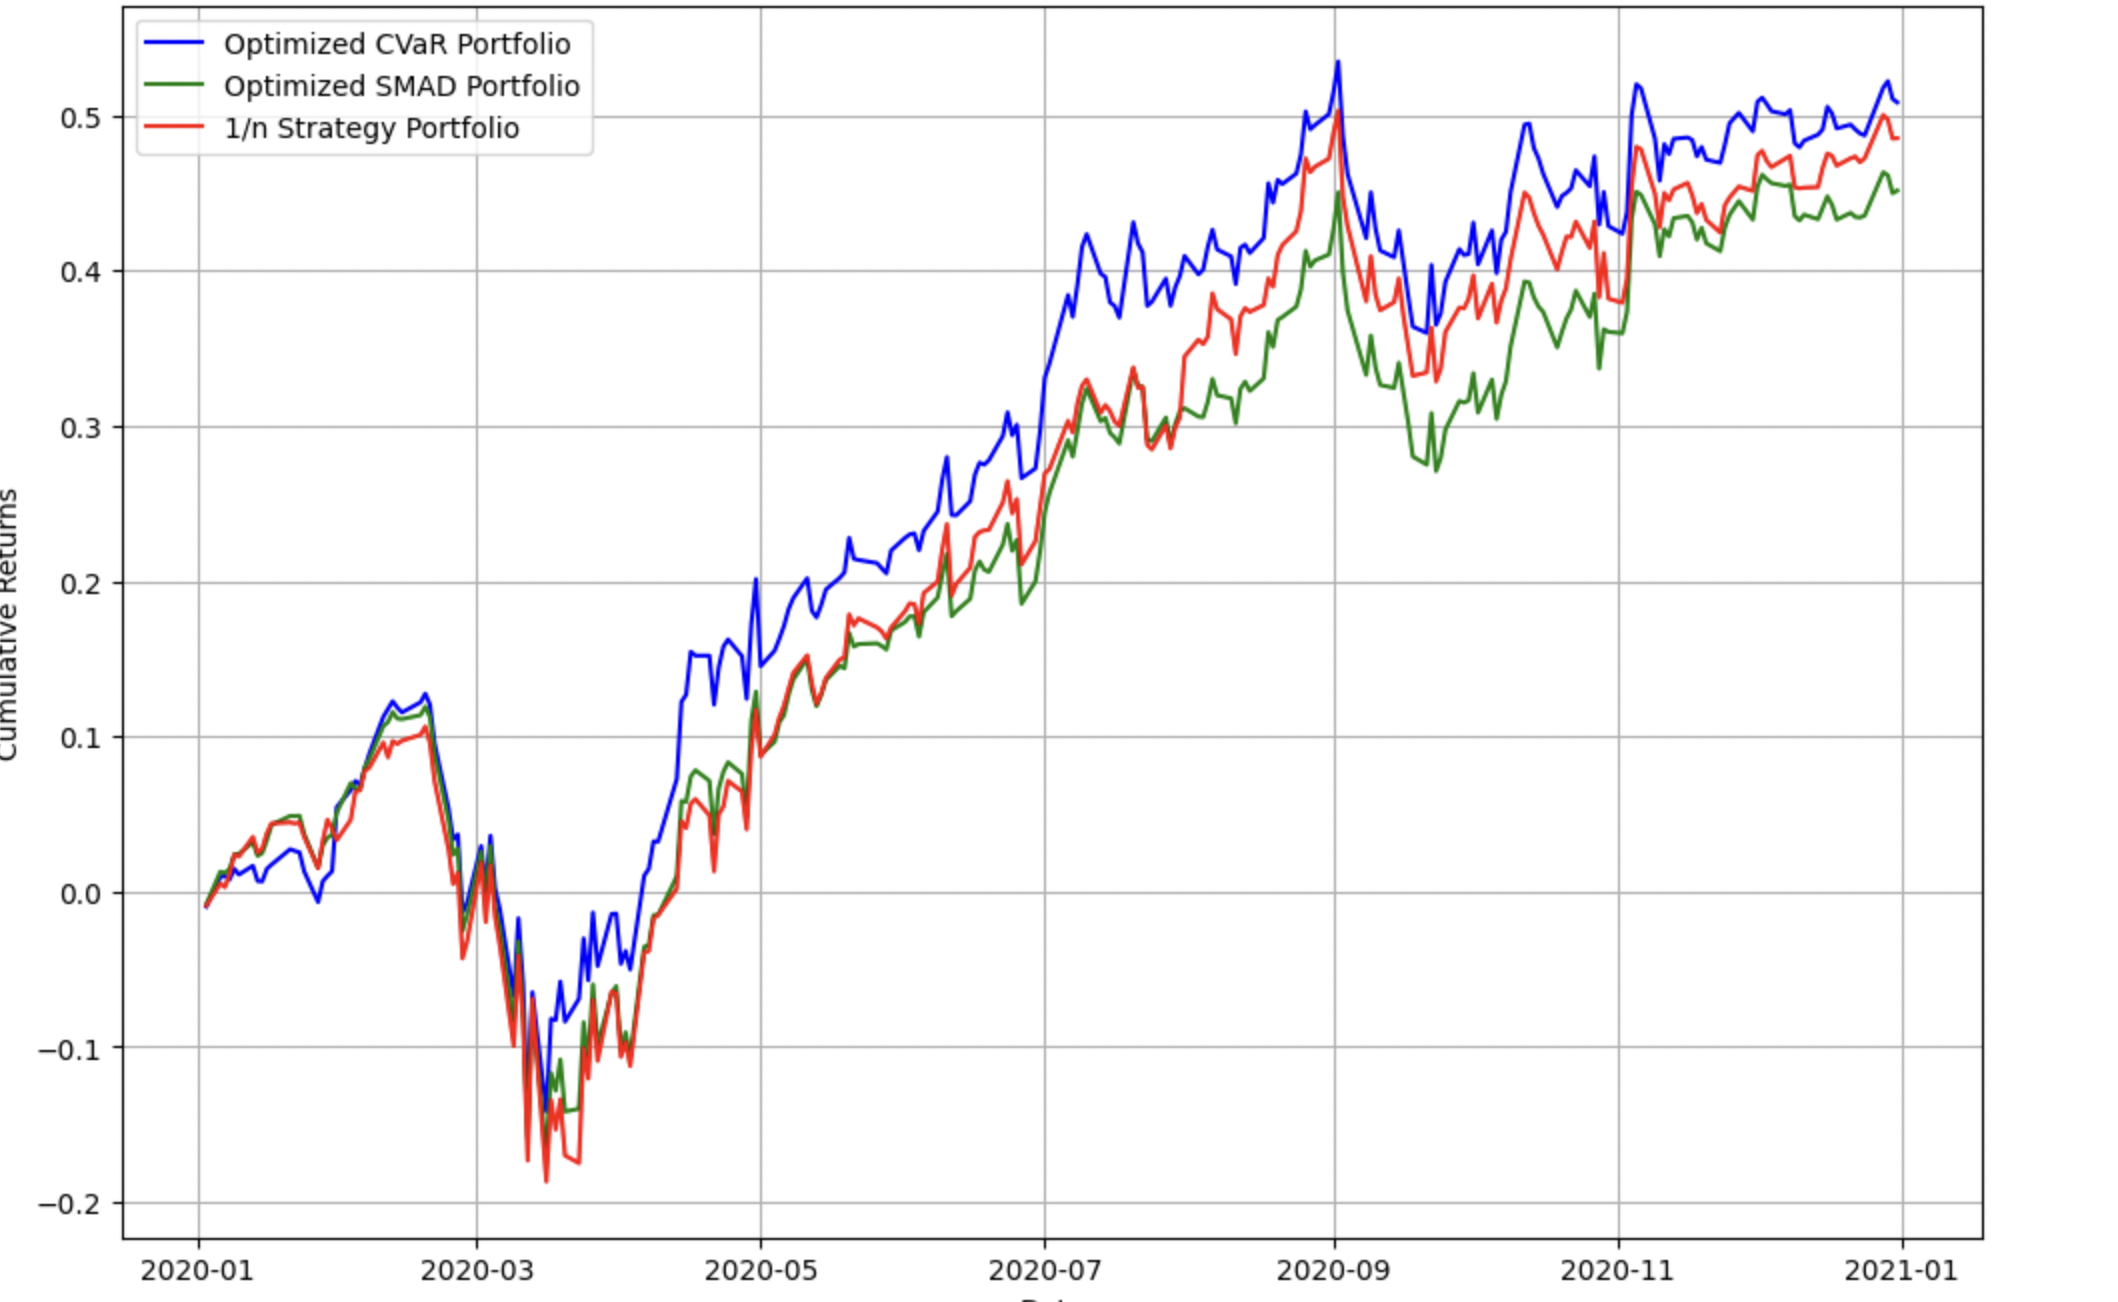 Optimized CVaR Portfolio
Optimized SMAD Portfolio
1/n Strategy Portfolio
Cumulative Returns
0.5
0.4
0.3
0.2
0.1
0.0
−0.1
−0.2
2020-01 2020-03 2020-05 2020-07 2020-09 2020-11 2021-01